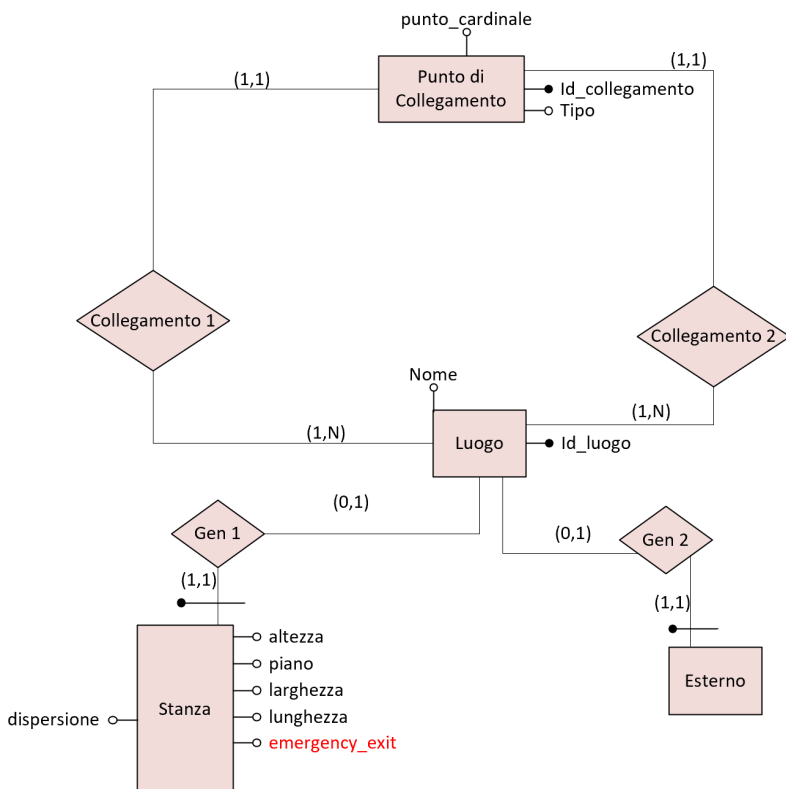 punto_cardinale
(1,1)
(1,1)
Punto di
Collegamento
Id_collegamento
Tipo
Collegamento 1
Collegamento 2
Nome
(1,N)
(1,N)
Luogo
Id_luogo
(0,1)
(0,1)
Gen 1
Gen 2
(1,1)
(1,1)
altezza
piano
larghezza
lunghezza
emergency_exit
dispersione
Stanza
Esterno